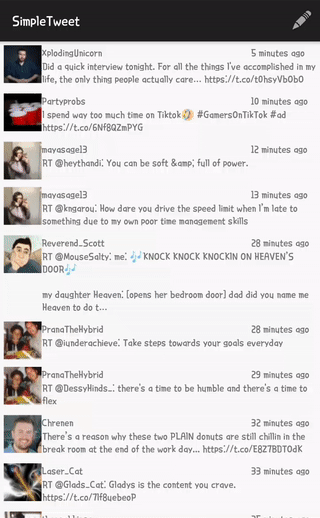 SimpleTweet
XplodingUnicorn 5 minutes ago
Did a quick interview tonight. For all the things I've accomplished in my
life, the only thing people actually care... https://t.co/t0hsyVbObO
Partyprobs 10 minutes ago
I spend way too much time on Tiktok🤣 #GamersOnTikTok #ad
https://t.co/6Nf8QZmPYG
mayasage13 12 minutes ago
RT @heythandi: You can be soft &amp; full of power.
mayasage13 13 minutes ago
RT @kngarou: How dare you drive the speed limit when I'm late to
something due to my own poor time management skills
Reverend_Scott 28 minutes ago
RT @MouseSalty: me: 🎶KNOCK KNOCK KNOCKIN ON HEAVEN'S
DOOR🎶
my daughter Heaven: [opens her bedroom door] dad did you name me
Heaven to do t...
PranaTheHybrid 28 minutes ago
RT @iunderachieve: Take steps towards your goals everyday
PranaTheHybrid 29 minutes ago
RT @DessyHinds_: there's a time to be humble and there's a time to
flex
Chrenen 32 minutes ago
There's a reason why these two PLAIN donuts are still chillin in the
break room at the end of the work day... https://t.co/E8Z7BDTOdK
Laser_Cat 33 minutes ago
RT @Glads_Cat: Gladys is the content you crave.
https://t.co/7lf8uebeoP